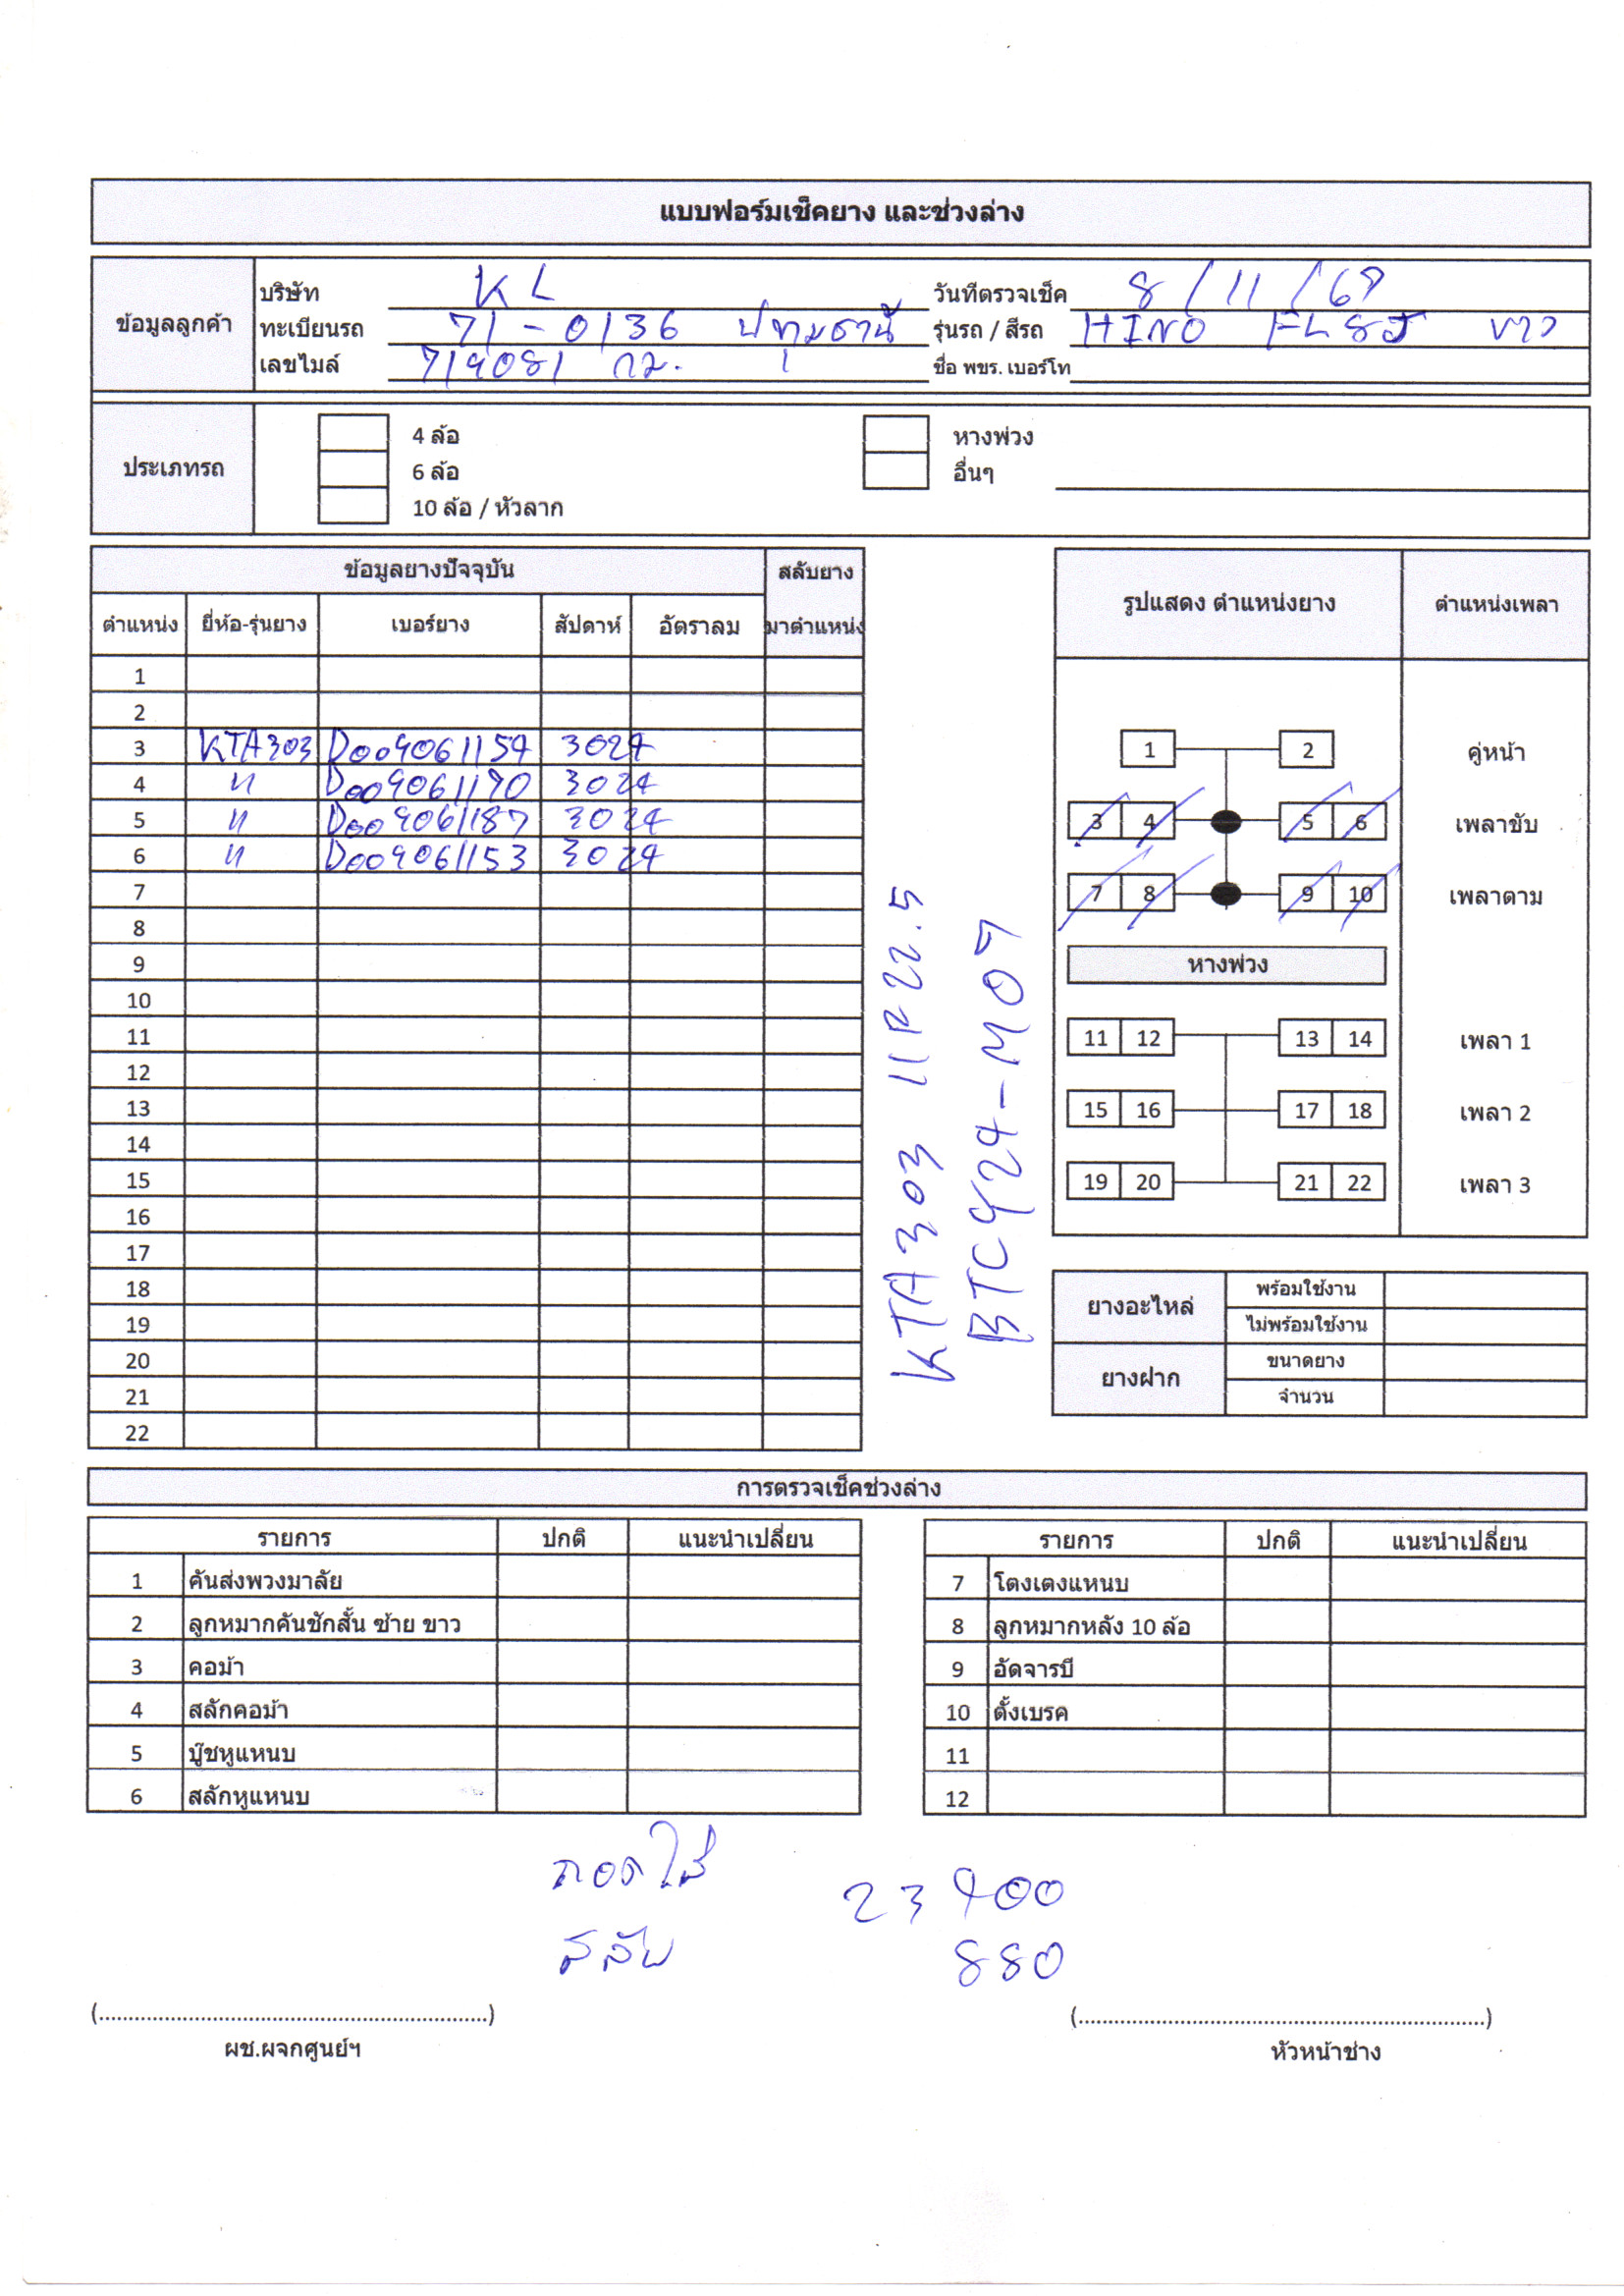 แบบฟอร์มเช็คยาง และช่วงล่าง
ข้อมูลลูกค้า
บริษัท KL วันที่ตรวจเช็ค 8/11/67
ทะเบียนรถ 71-0136 ปทุมธานี รุ่นรถ / สีรถ HINO FL8J ขาว
เลขไมล์ 719081 กม. ชื่อ พขร. เบอร์โท
ประเภทรถ
4 ล้อ หางพ่วง
6 ล้อ อื่นๆ
10 ล้อ / หัวลาก
ข้อมูลยางปัจจุบัน สลับยาง
ตำแหน่ง ยี่ห้อ-รุ่นยาง เบอร์ยาง สัปดาห์ อัตราลม มาตำแหน่ง
1
2
3 KTA303 D009061154 3024
4 " D009061190 3024
5 " D009061187 3024
6 " D009061153 3024
7
8
9
10
11
12
13
14
15
16
17
18
19
20
21
22
KTA303 11R22.5
BTC424-M07
รูปแสดง ตำแหน่งยาง ตำแหน่งเพลา
1 2 คู่หน้า
3 4 5 6 เพลาขับ
7 8 9 10 เพลาตาม
หางพ่วง
11 12 13 14 เพลา 1
15 16 17 18 เพลา 2
19 20 21 22 เพลา 3
ยางอะไหล่ พร้อมใช้งาน
ไม่พร้อมใช้งาน
ยางฝาก ขนาดยาง
จำนวน
การตรวจเช็คช่วงล่าง
รายการ ปกติ แนะนำเปลี่ยน รายการ ปกติ แนะนำเปลี่ยน
1 คันส่งพวงมาลัย 7 โตงเตงแหนบ
2 ลูกหมากคันชักสั้น ซ้าย ขาว 8 ลูกหมากหลัง 10 ล้อ
3 คอม้า 9 อัดจารบี
4 สลักคอม้า 10 ตั้งเบรค
5 บู๊ชหูแหนบ 11
6 สลักหูแหนบ 12
ถอดใส่ 23400
สลับ 880
(....................................................................) (........................................................................)
ผช.ผจกศูนย์ฯ หัวหน้าช่าง